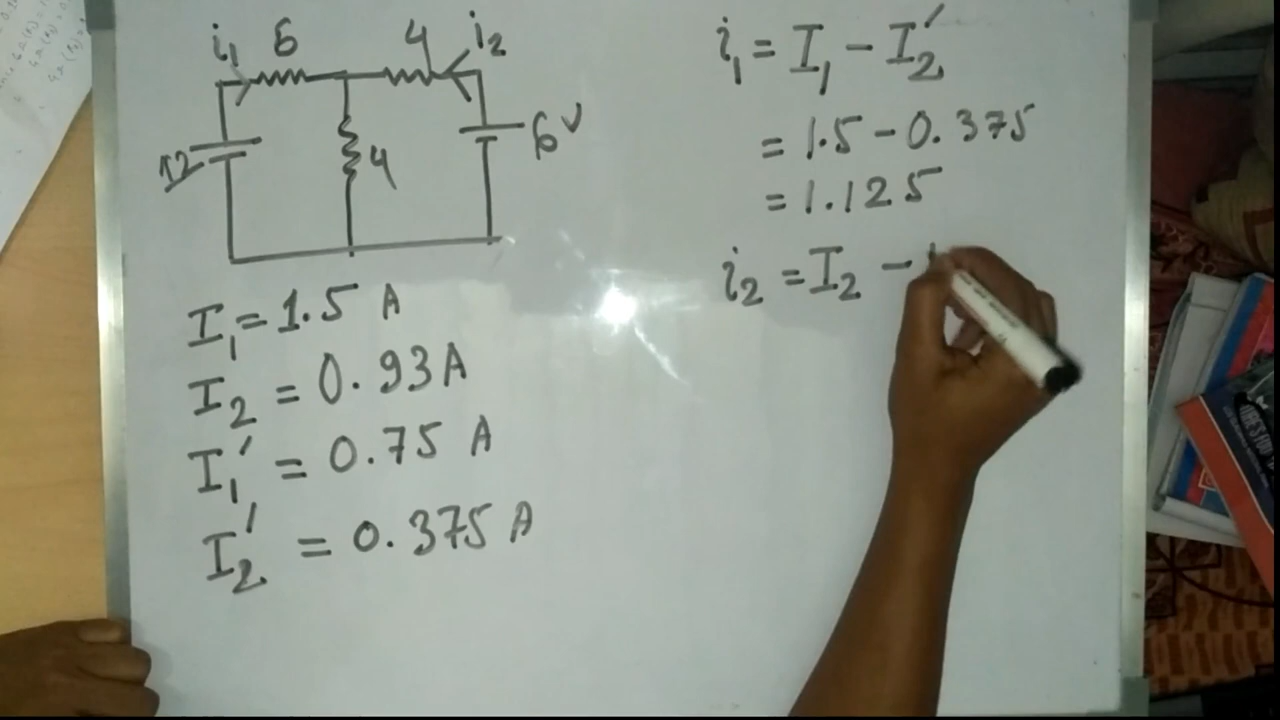 i₁ 6 4 i₂
12 4 6 V
I₁ = 1.5 A
I₂ = 0.93 A
I₁' = 0.75 A
I₂' = 0.375 A
i₁ = I₁ - I₂'
= 1.5 - 0.375
= 1.125
i₂ = I₂ -